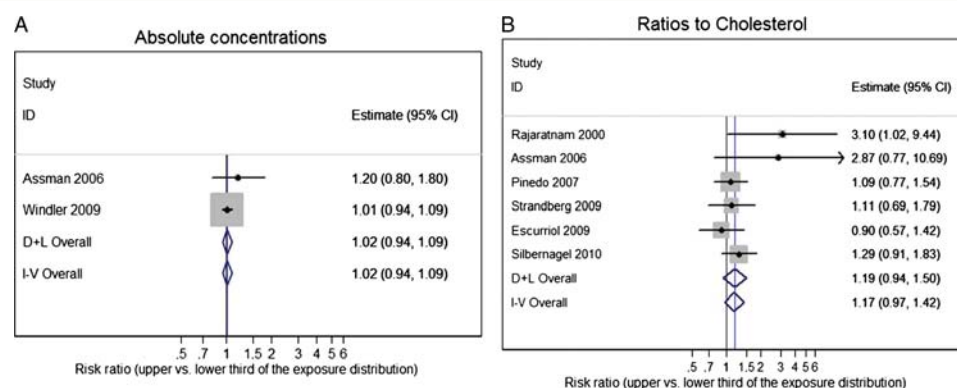 A
Absolute concentrations
Study
ID
Estimate (95% CI)
Assman 2006
1.20 (0.80, 1.80)
Windler 2009
1.01 (0.94, 1.09)
D+L Overall
1.02 (0.94, 1.09)
I-V Overall
1.02 (0.94, 1.09)
.5 .7 1 1.5 2 3 4 5 6
Risk ratio (upper vs. lower third of the exposure distribution)
B
Ratios to Cholesterol
Study
ID
Estimate (95% CI)
Rajaratnam 2000
3.10 (1.02, 9.44)
Assman 2006
2.87 (0.77, 10.69)
Pinedo 2007
1.09 (0.77, 1.54)
Strandberg 2009
1.11 (0.69, 1.79)
Escurriol 2009
0.90 (0.57, 1.42)
Silbernagel 2010
1.29 (0.91, 1.83)
D+L Overall
1.19 (0.94, 1.50)
I-V Overall
1.17 (0.97, 1.42)
.5 .7 1 1.5 2 3 4 5 6
Risk ratio (upper vs. lower third of the exposure distribution)